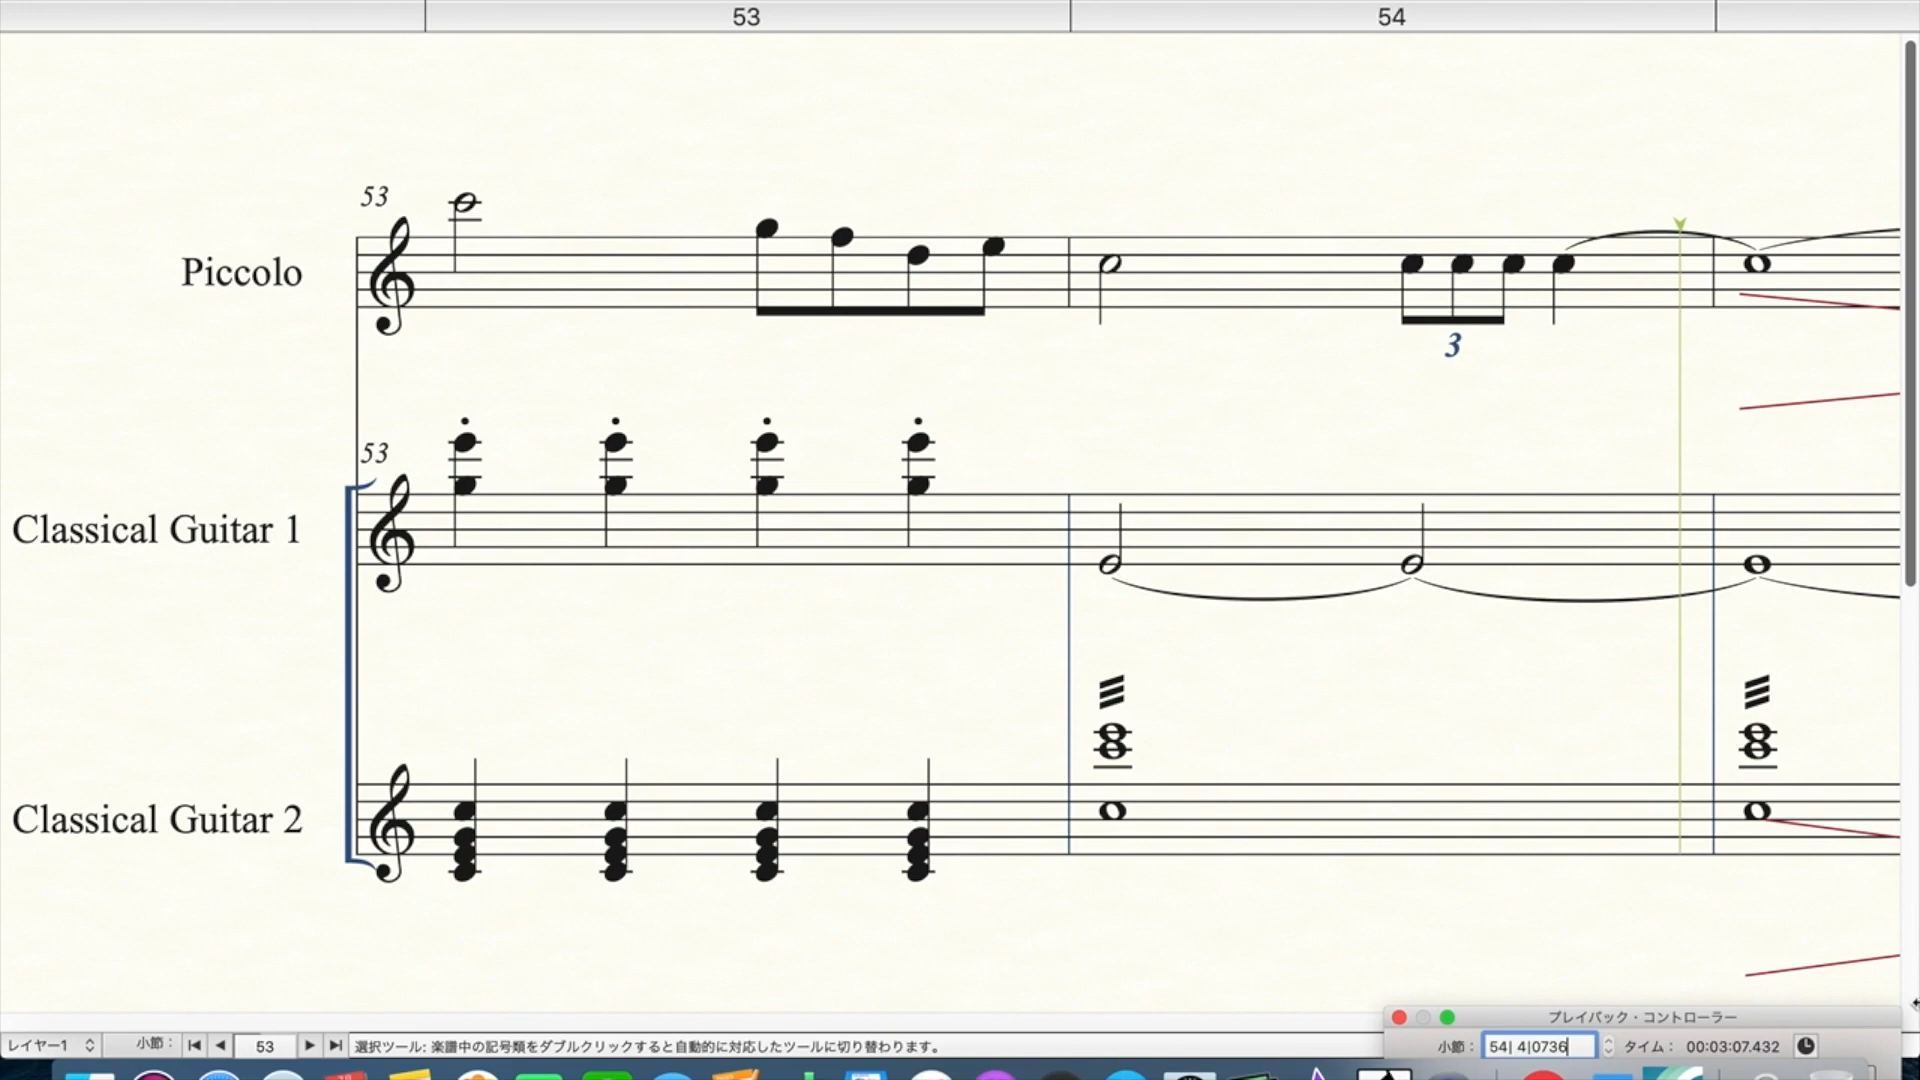 53 54
53
Piccolo
3
53
Classical Guitar 1
Classical Guitar 2
プレイバック・コントローラー
レイヤー1 小節： 53 選択ツール: 楽譜中の記号類をダブルクリックすると自動的に対応したツールに切り替わります。
小節： 54| 4|0736 タイム： 00:03:07.432